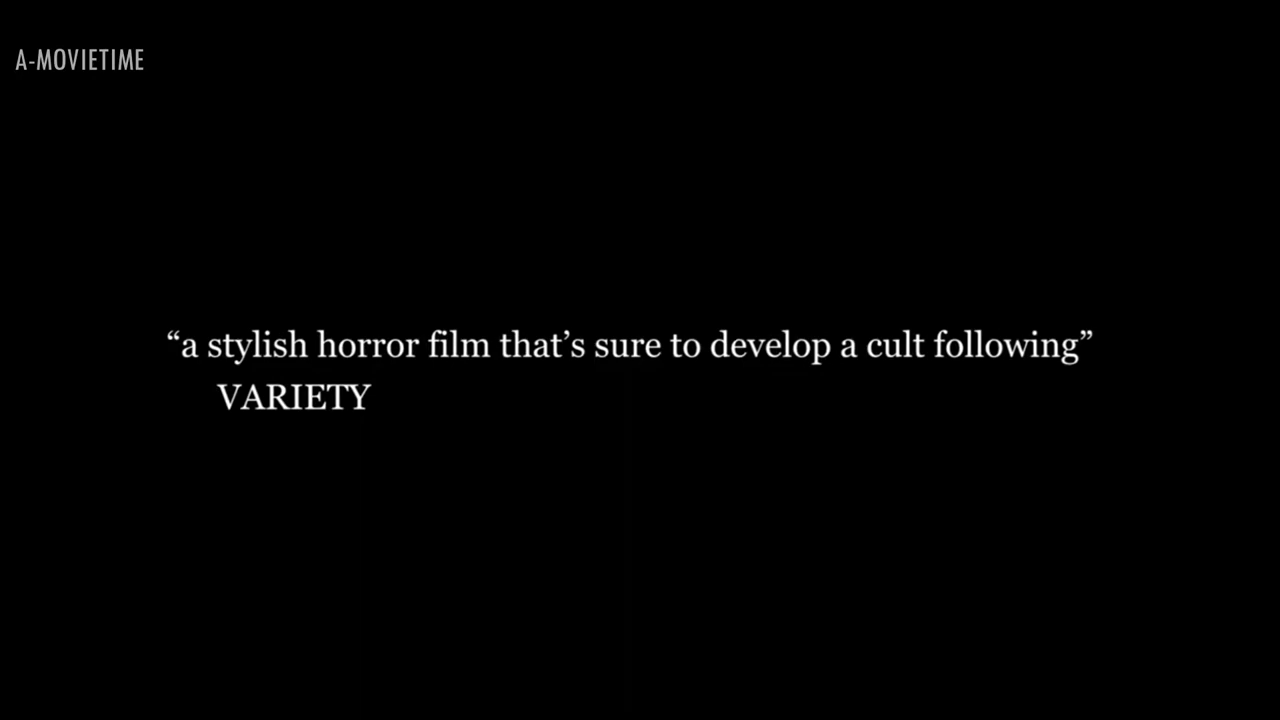 A-MOVIETIME
“a stylish horror film that’s sure to develop a cult following”
VARIETY